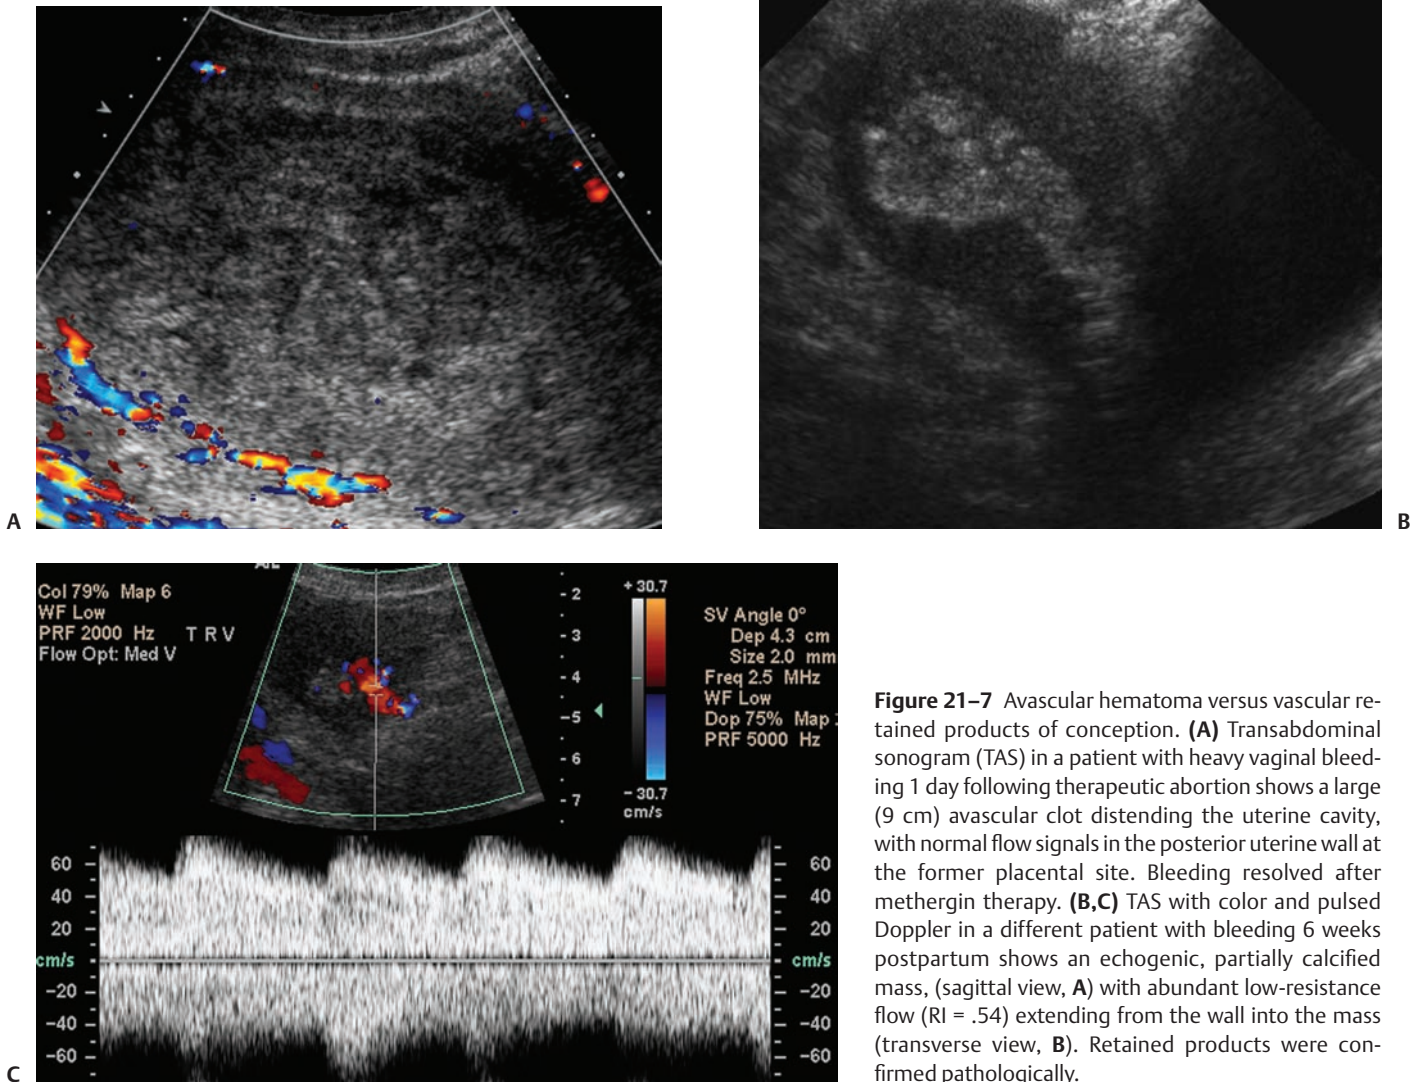 A
B
Col 79% Map 6
WF Low
PRF 2000 Hz
TRV
Flow Opt: Med V
2
3
4
5
6
7
+ 30.7
- 30.7
cm/s
SV Angle 0°
Dep 4.3 cm
Size 2.0 mm
Freq 2.5 MHz
WF Low
Dop 75% Map
PRF 5000 Hz
60 60
40 40
20 20
cm/s cm/s
-20 -20
-40 -40
-60 -60
C
Figure 21–7 Avascular hematoma versus vascular re-
tained products of conception. (A) Transabdominal
sonogram (TAS) in a patient with heavy vaginal bleed-
ing 1 day following therapeutic abortion shows a large
(9 cm) avascular clot distending the uterine cavity,
with normal flow signals in the posterior uterine wall at
the former placental site. Bleeding resolved after
methergin therapy. (B,C) TAS with color and pulsed
Doppler in a different patient with bleeding 6 weeks
postpartum shows an echogenic, partially calcified
mass, (sagittal view, A) with abundant low-resistance
flow (RI = .54) extending from the wall into the mass
(transverse view, B). Retained products were con-
firmed pathologically.